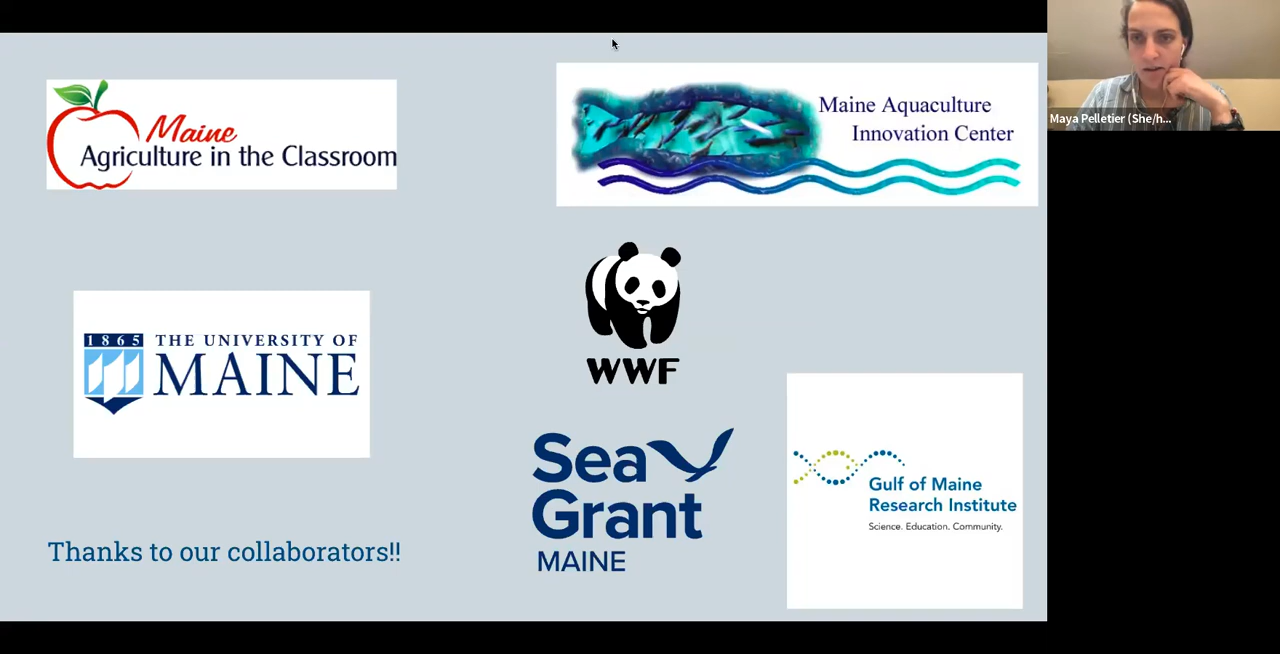 Maine
Agriculture in the Classroom
Maine Aquaculture
Innovation Center
Maya Pelletier (She/h...
WWF
1865
THE UNIVERSITY OF
MAINE
Sea
Grant
MAINE
Gulf of Maine
Research Institute
Science. Education. Community.
Thanks to our collaborators!!